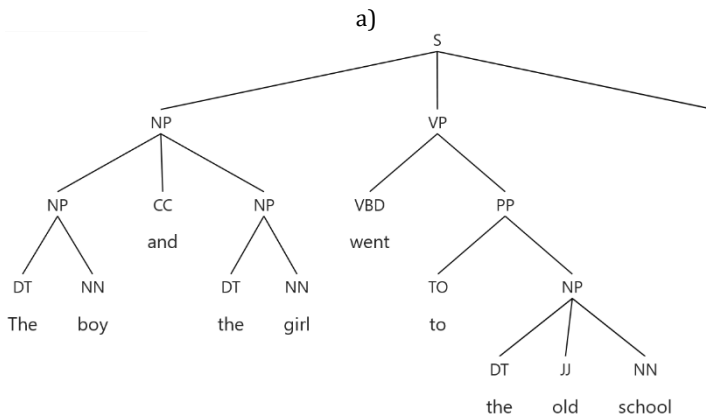 a)
S
NP VP
NP CC NP VBD PP
and went
DT NN DT NN TO NP
The boy the girl to
DT JJ NN
the old school